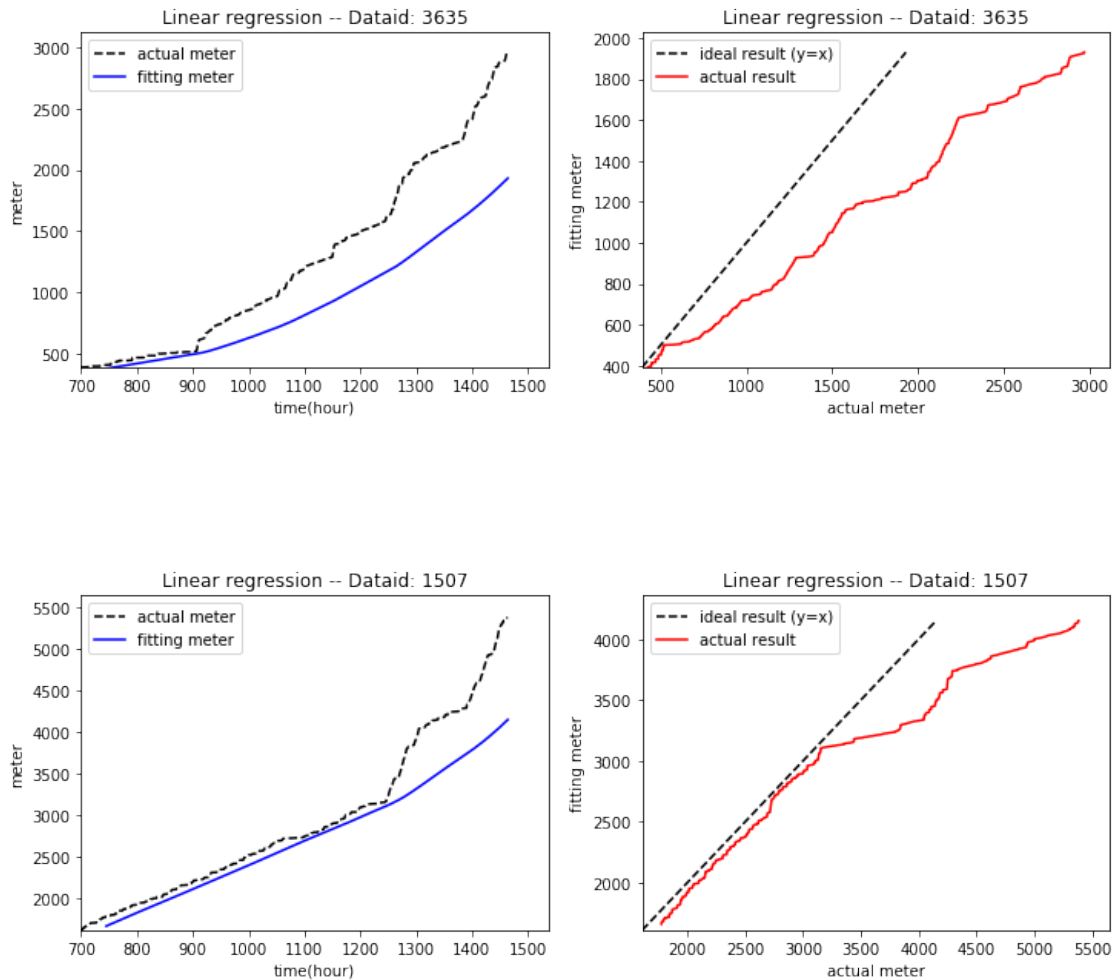 Linear regression -- Dataid: 3635
actual meter
fitting meter
3000
2500
2000
1500
1000
500
meter
700 800 900 1000 1100 1200 1300 1400 1500
time(hour)
Linear regression -- Dataid: 3635
ideal result (y=x)
actual result
2000
1800
1600
1400
1200
1000
800
600
400
fitting meter
500 1000 1500 2000 2500 3000
actual meter
Linear regression -- Dataid: 1507
actual meter
fitting meter
5500
5000
4500
4000
3500
3000
2500
2000
meter
700 800 900 1000 1100 1200 1300 1400 1500
time(hour)
Linear regression -- Dataid: 1507
ideal result (y=x)
actual result
4000
3500
3000
2500
2000
fitting meter
2000 2500 3000 3500 4000 4500 5000 5500
actual meter